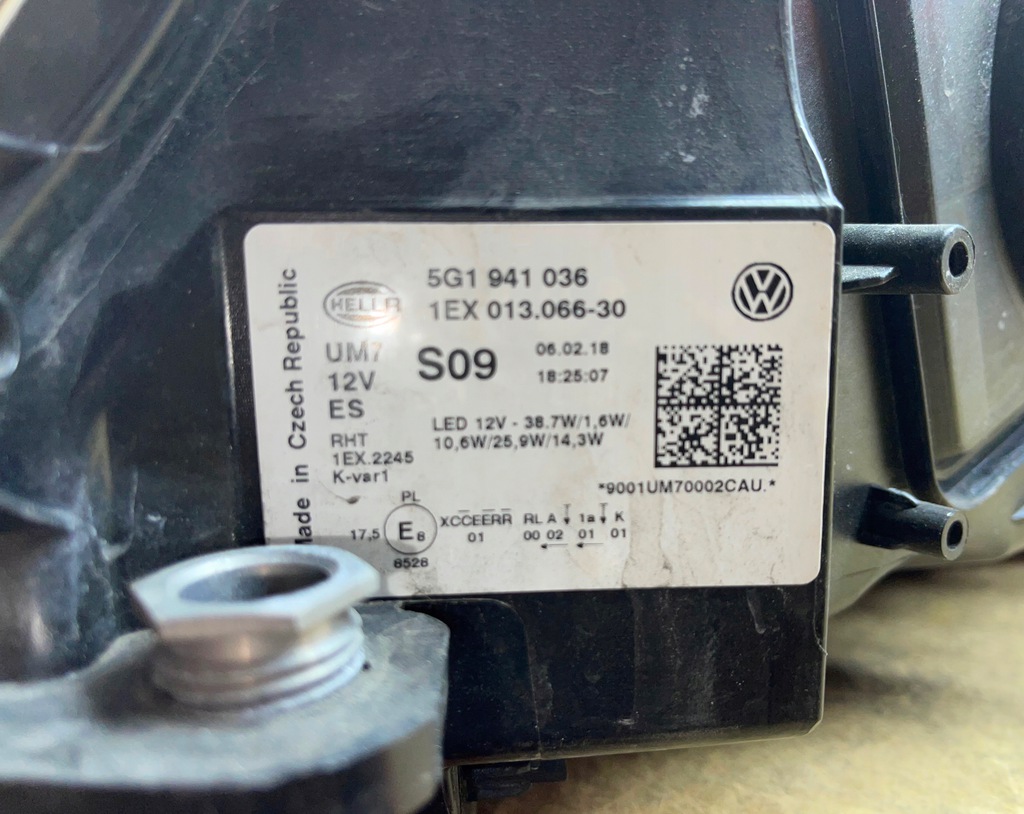 Made in Czech Republic
HELLA
5G1 941 036
1EX 013.066-30
UM7
12V
ES
S09
06.02.18
18:25:07
LED 12V - 38.7W/1,6W/
10,6W/25,9W/14,3W
RHT
1EX.2245
K-var1
*9001UM70002CAU.*
PL
17,5 E8
6526
XCCEERR RL A 1a K
01 00 02 01 01
VW